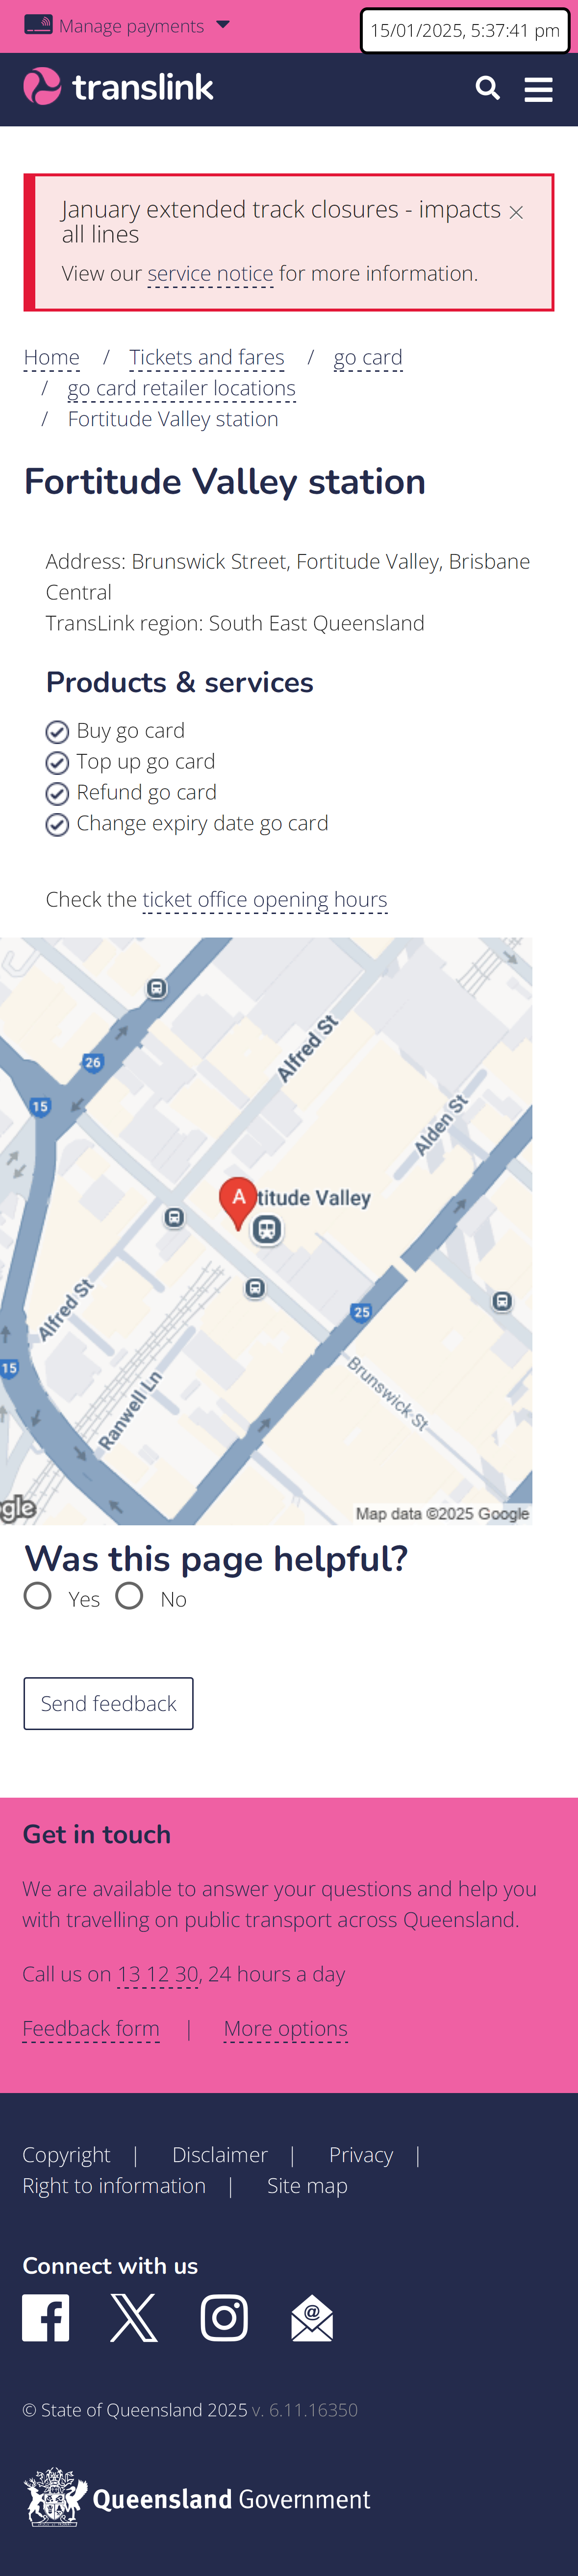 Manage payments
15/01/2025, 5:37:41 pm
translink
January extended track closures - impacts
all lines
View our service notice for more information.
Home / Tickets and fares / go card
/ go card retailer locations
/ Fortitude Valley station
Fortitude Valley station
Address: Brunswick Street, Fortitude Valley, Brisbane
Central
TransLink region: South East Queensland
Products & services
Buy go card
Top up go card
Refund go card
Change expiry date go card
Check the ticket office opening hours
Alfred St
26
15
Alden St
A
titude Valley
Alfred St
25
15
Ranwell Ln
Brunswick St
gle
Map data ©2025 Google
Was this page helpful?
Yes No
Send feedback
Get in touch
We are available to answer your questions and help you
with travelling on public transport across Queensland.
Call us on 13 12 30, 24 hours a day
Feedback form | More options
Copyright | Disclaimer | Privacy |
Right to information | Site map
Connect with us
© State of Queensland 2025 v. 6.11.16350
Queensland Government